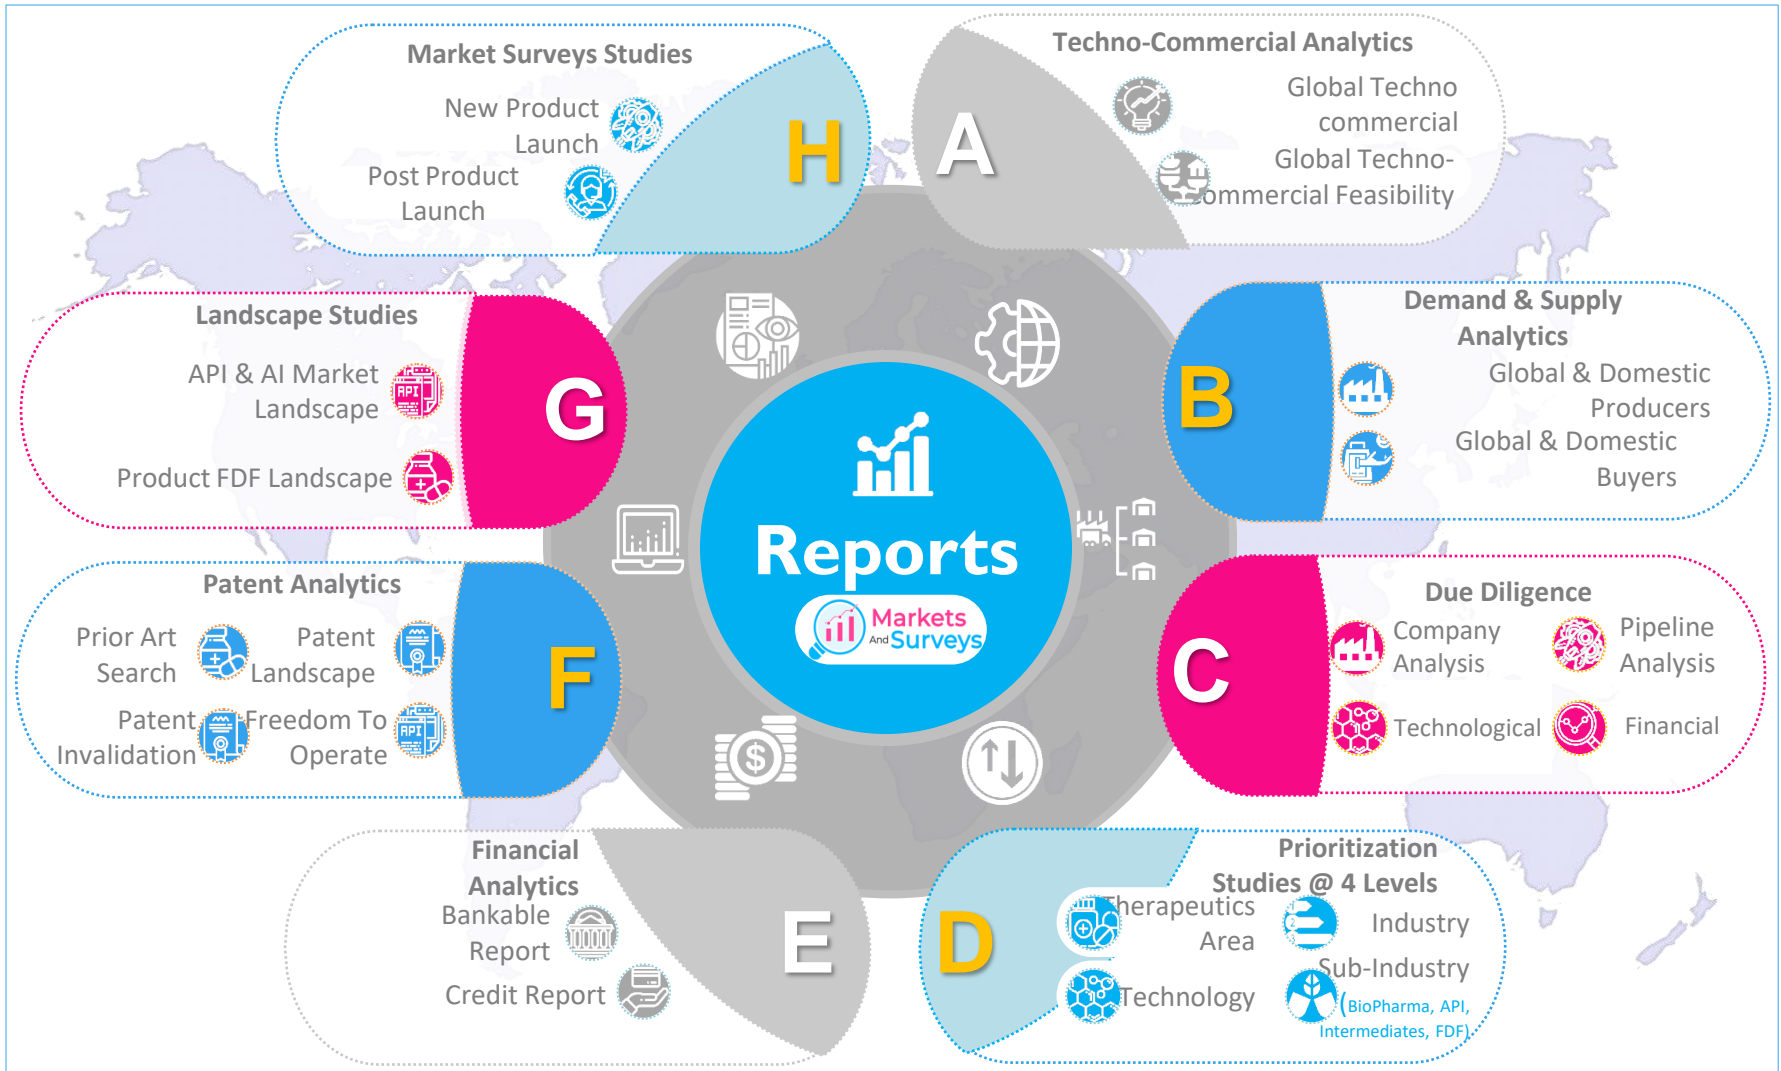 Market Surveys Studies
New Product
Launch
Post Product
Launch
H
A
Techno-Commercial Analytics
Global Techno
commercial
Global Techno-
Commercial Feasibility
Landscape Studies
API & AI Market
Landscape
API
Product FDF Landscape
G
B
Demand & Supply
Analytics
Global & Domestic
Producers
Global & Domestic
Buyers
Reports
Markets
And Surveys
Patent Analytics
Prior Art
Search
Patent
Landscape
Patent
Invalidation
Freedom To
Operate
API
F
C
Due Diligence
Company
Analysis
Pipeline
Analysis
Technological
Financial
Financial
Analytics
Bankable
Report
Credit Report
E
D
Prioritization
Studies @ 4 Levels
Therapeutics
Area
Industry
Technology
Sub-Industry
(BioPharma, API,
Intermediates, FDF)
$